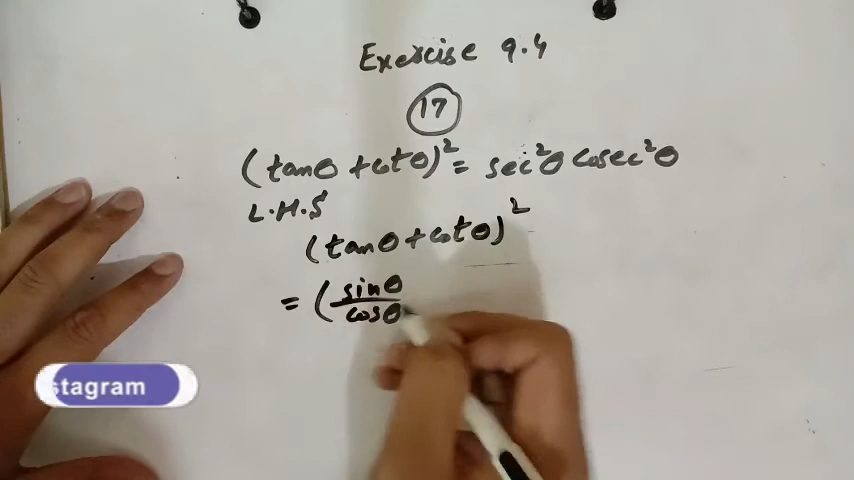 Exercise 9.4
17
(tanθ + cotθ)² = sec²θ cosec²θ
L.H.S
(tanθ + cotθ)²
= (sinθ
cosθ
stagram